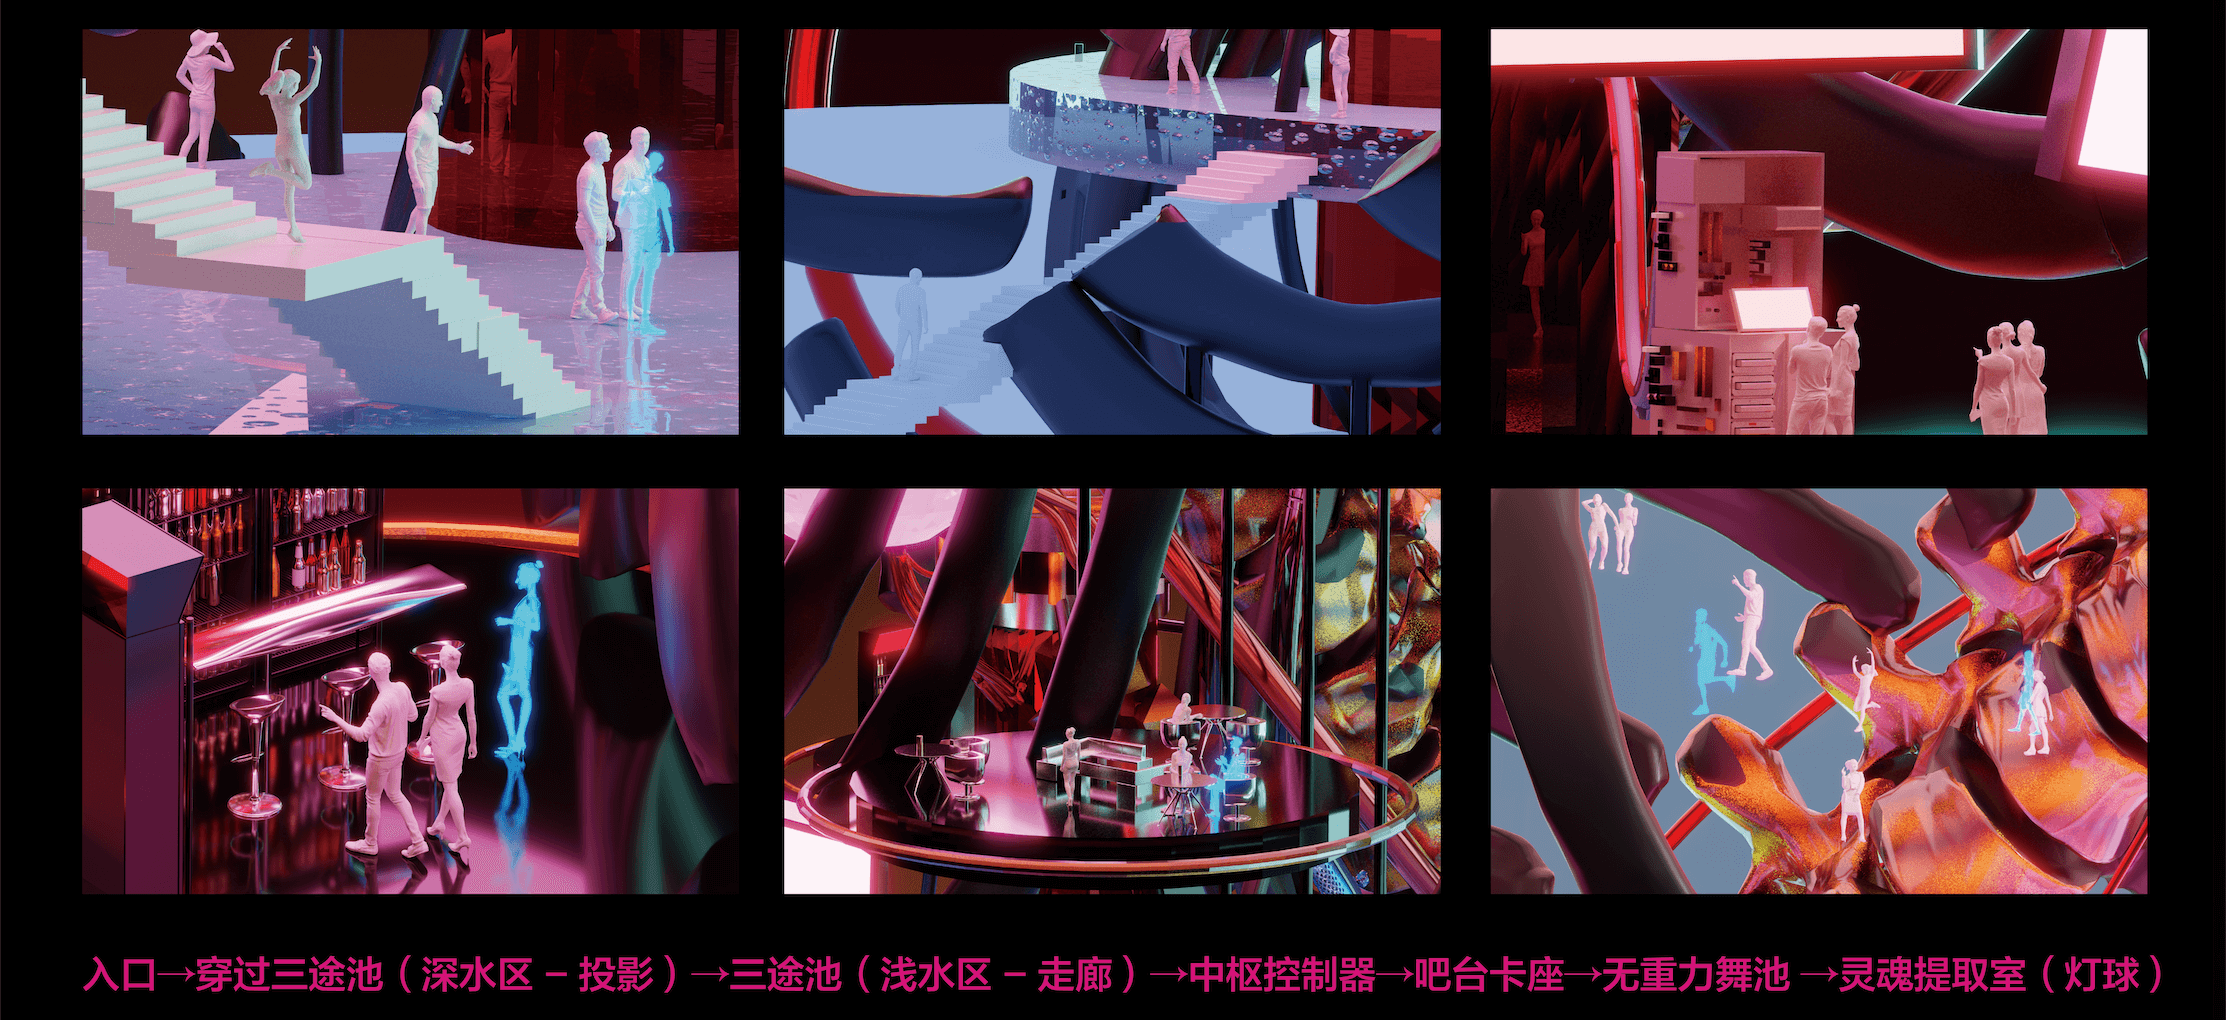 入口→穿过三途池（深水区 – 投影）→三途池（浅水区 – 走廊）→中枢控制器→吧台卡座→无重力舞池 →灵魂提取室（灯球）